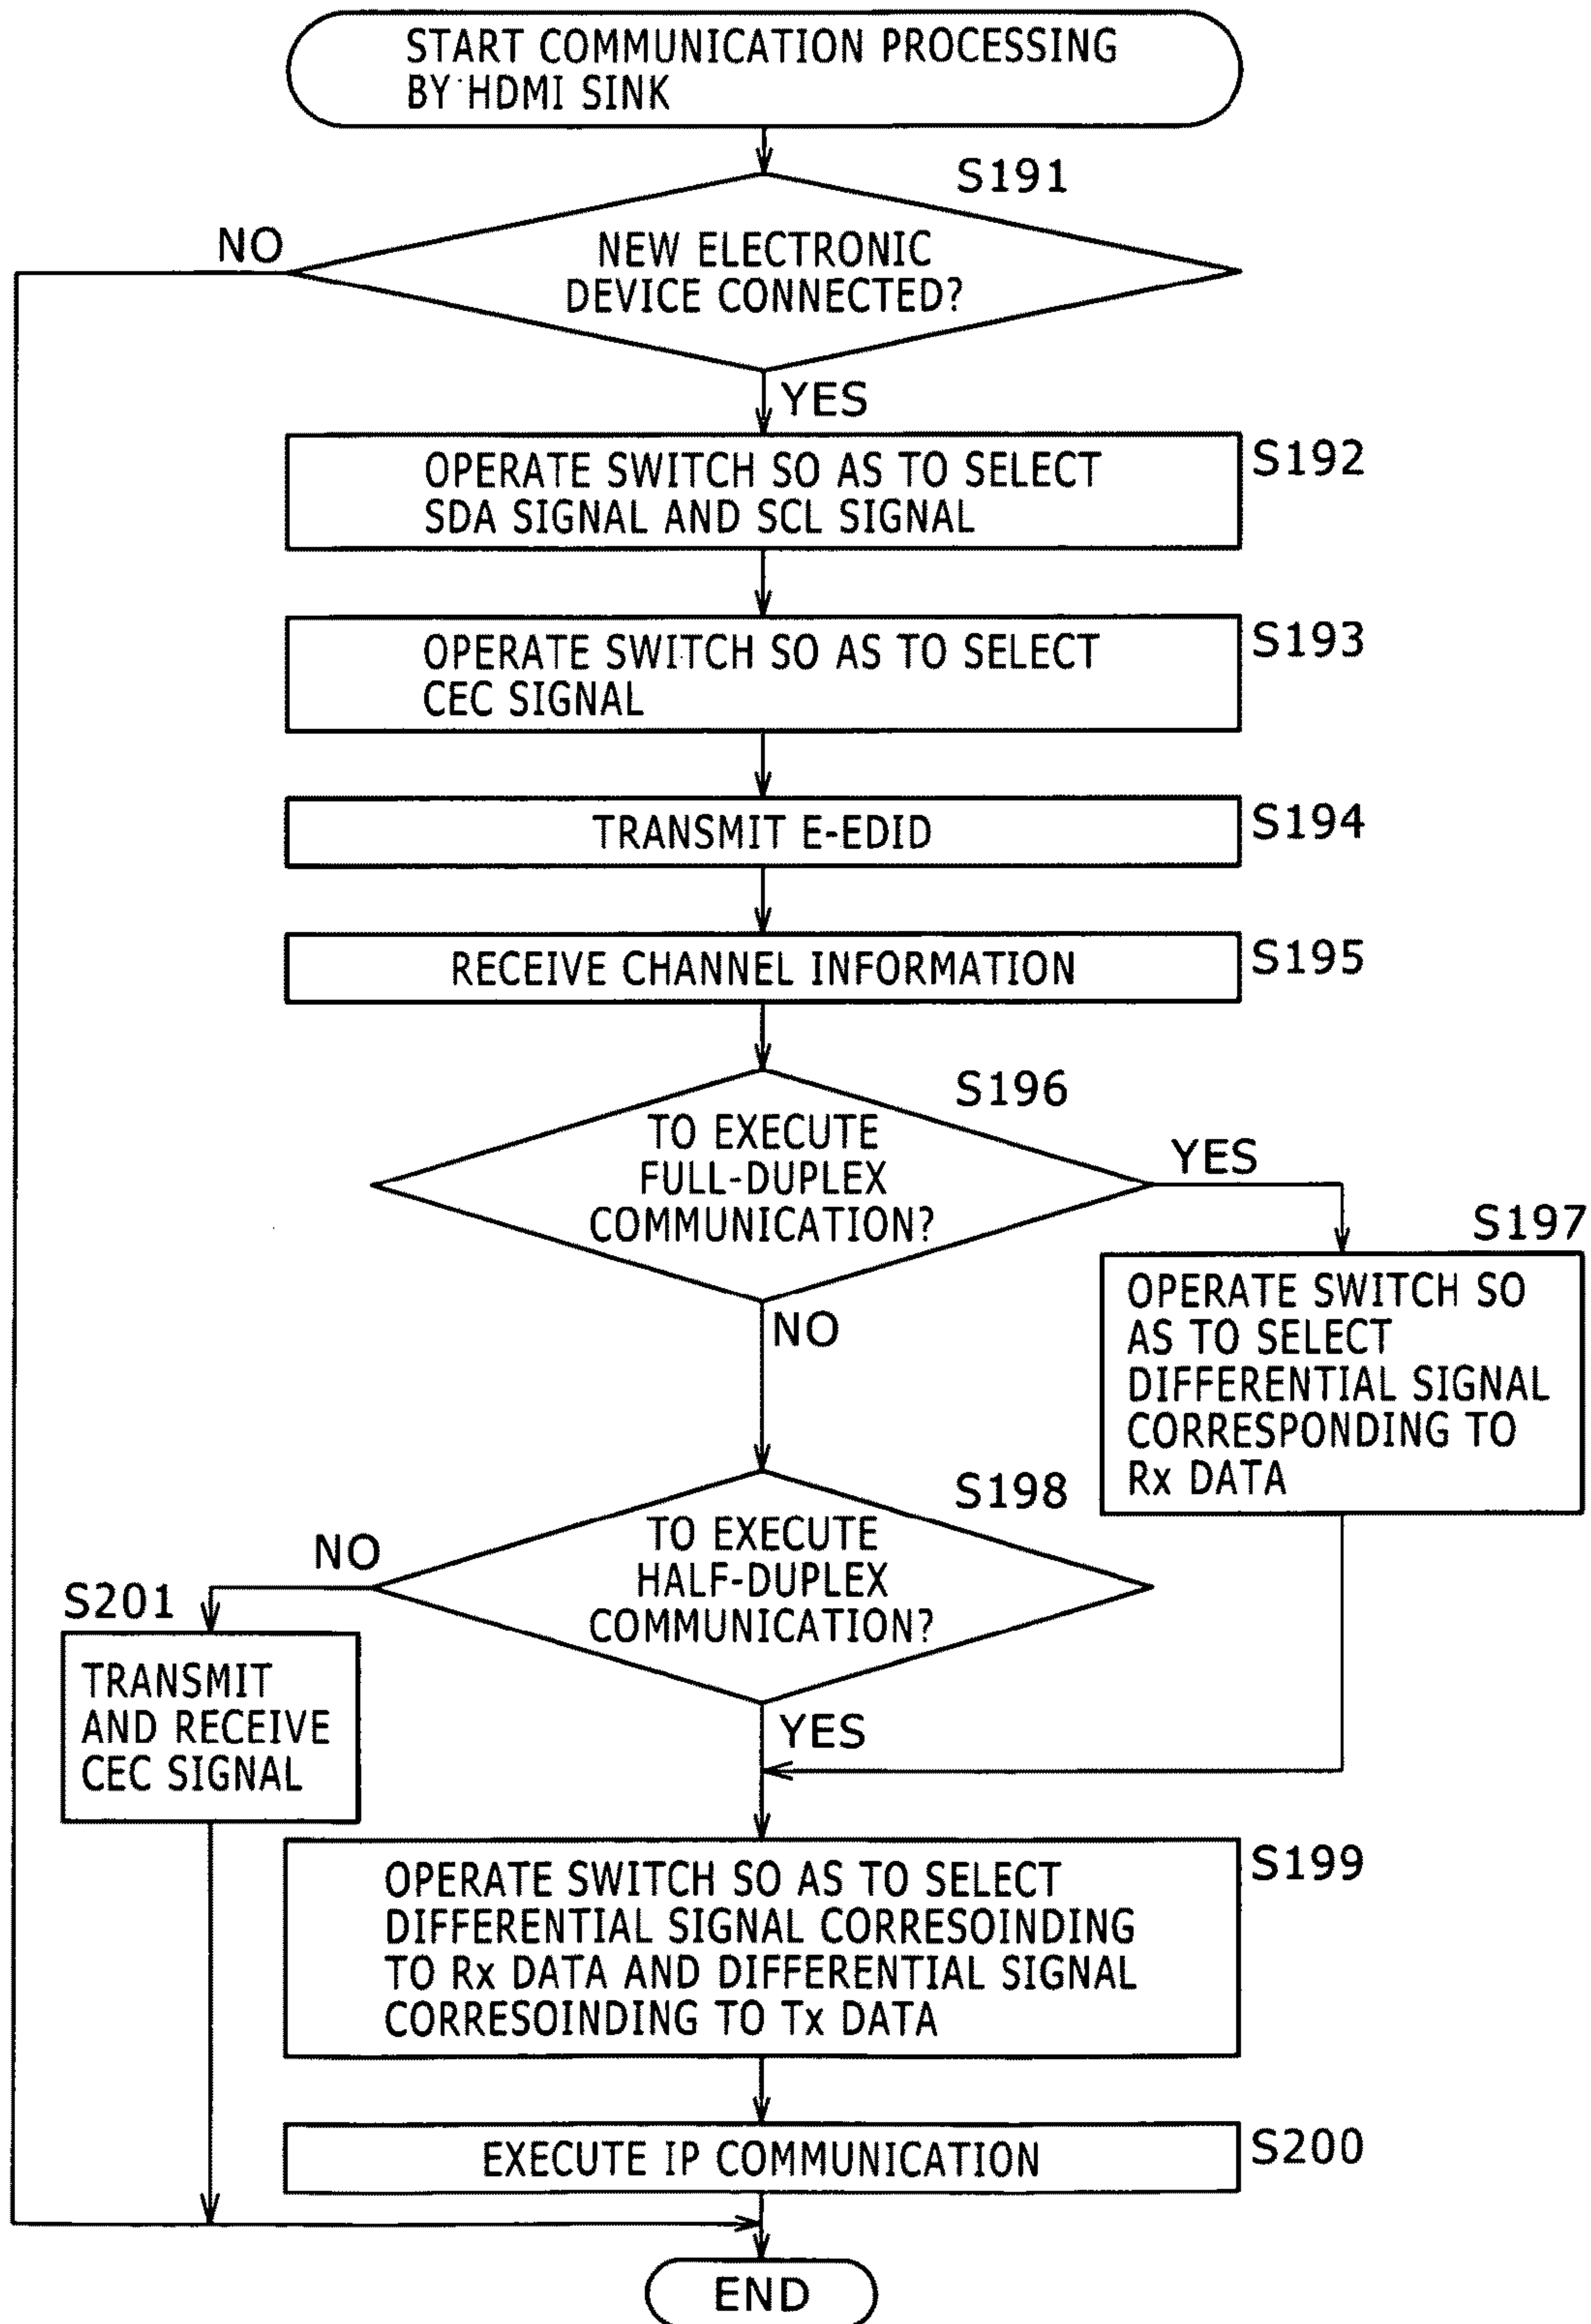 START COMMUNICATION PROCESSING
BY HDMI SINK
S191
NO
NEW ELECTRONIC
DEVICE CONNECTED?
YES
OPERATE SWITCH SO AS TO SELECT
SDA SIGNAL AND SCL SIGNAL
S192
OPERATE SWITCH SO AS TO SELECT
CEC SIGNAL
S193
TRANSMIT E-EDID
S194
RECEIVE CHANNEL INFORMATION
S195
S196
TO EXECUTE
FULL-DUPLEX
COMMUNICATION?
YES
NO
S197
OPERATE SWITCH SO
AS TO SELECT
DIFFERENTIAL SIGNAL
CORRESPONDING TO
Rx DATA
S198
TO EXECUTE
HALF-DUPLEX
COMMUNICATION?
NO
YES
S201
TRANSMIT
AND RECEIVE
CEC SIGNAL
OPERATE SWITCH SO AS TO SELECT
DIFFERENTIAL SIGNAL CORRESOINDING
TO Rx DATA AND DIFFERENTIAL SIGNAL
CORRESOINDING TO Tx DATA
S199
EXECUTE IP COMMUNICATION
S200
END